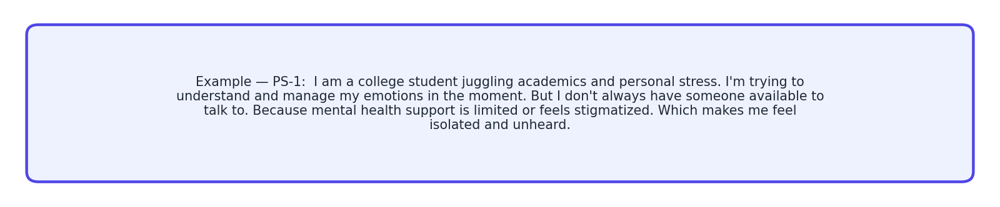 Example — PS-1:  I am a college student juggling academics and personal stress. I'm trying to
understand and manage my emotions in the moment. But I don't always have someone available to
talk to. Because mental health support is limited or feels stigmatized. Which makes me feel
isolated and unheard.